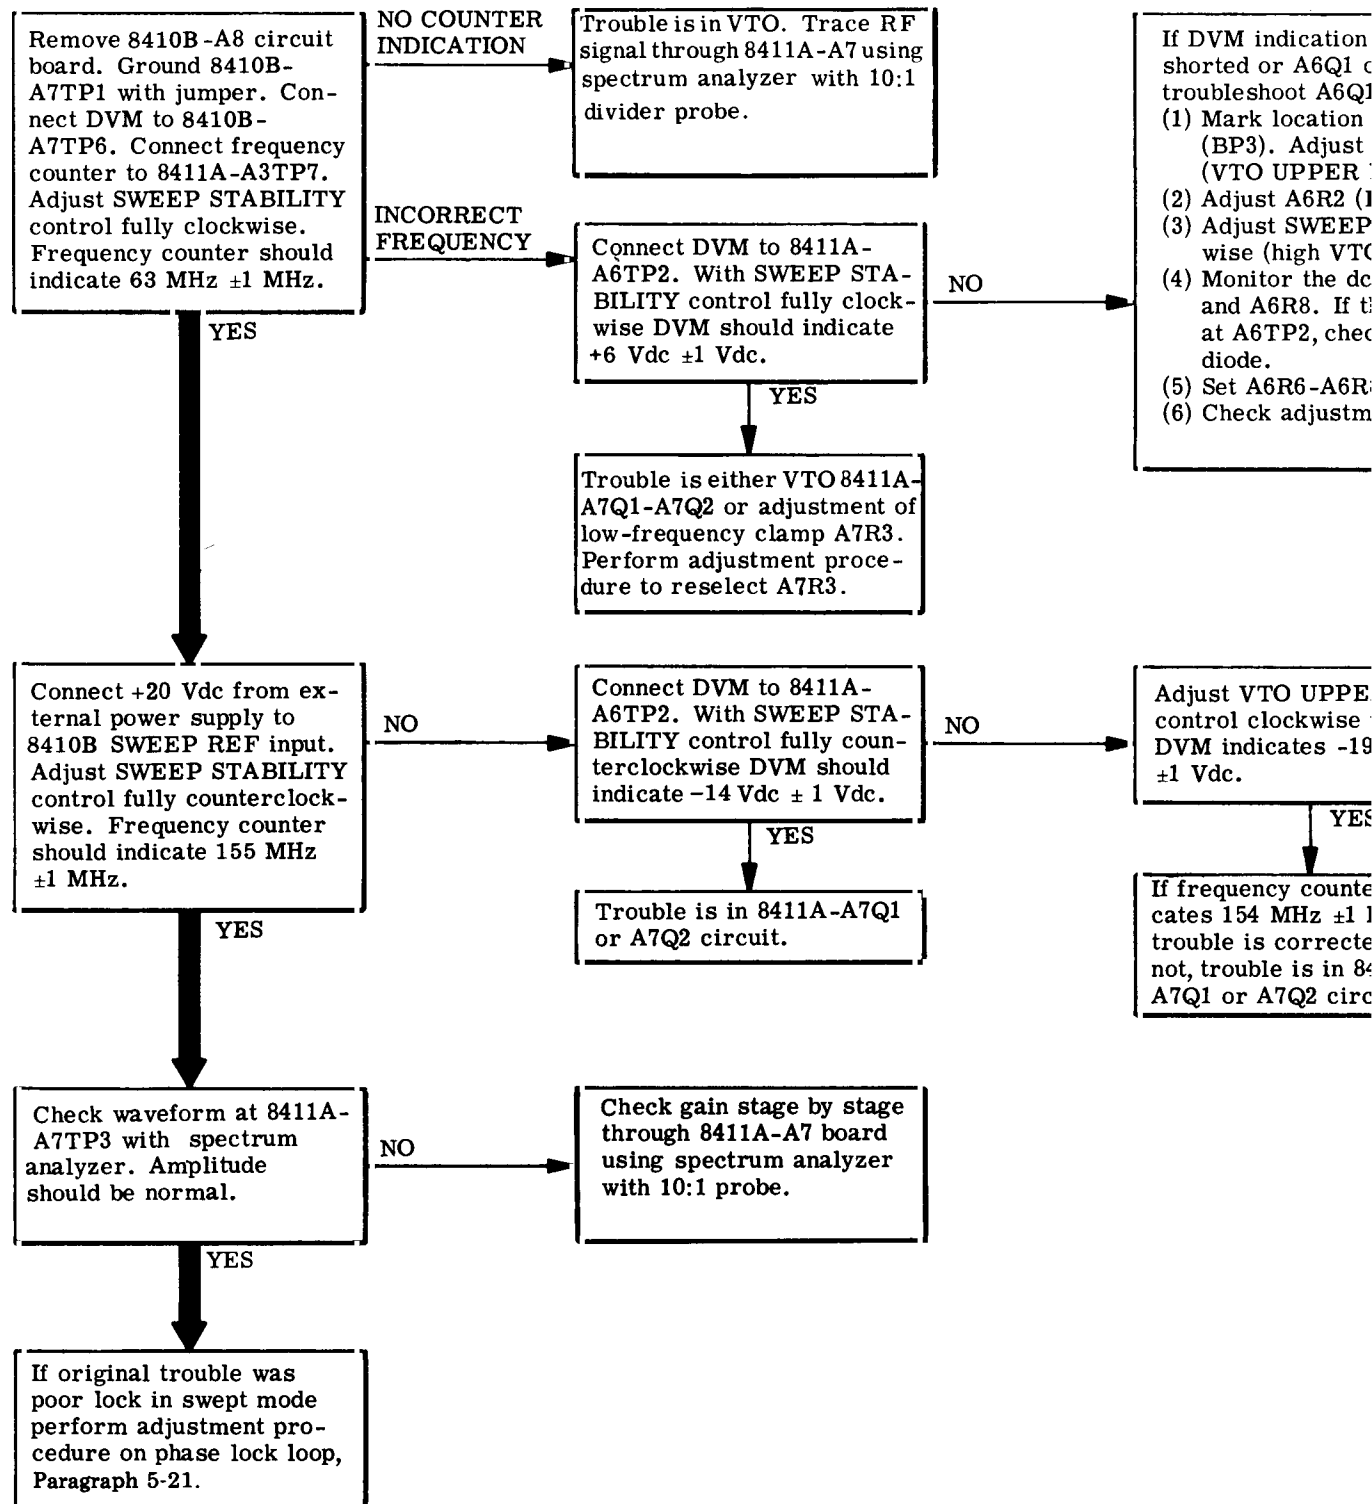 Remove 8410B-A8 circuit
board. Ground 8410B-
A7TP1 with jumper. Con-
nect DVM to 8410B-
A7TP6. Connect frequency
counter to 8411A-A3TP7.
Adjust SWEEP STABILITY
control fully clockwise.
Frequency counter should
indicate 63 MHz ±1 MHz.
NO COUNTER
INDICATION
Trouble is in VTO. Trace RF
signal through 8411A-A7 using
spectrum analyzer with 10:1
divider probe.
INCORRECT
FREQUENCY
Connect DVM to 8411A-
A6TP2. With SWEEP STA-
BILITY control fully clock-
wise DVM should indicate
+6 Vdc ±1 Vdc.
NO
If DVM indication
shorted or A6Q1
troubleshoot A6Q1
(1) Mark location
(BP3). Adjust
(VTO UPPER
(2) Adjust A6R2
(3) Adjust SWEEP
wise (high
(4) Monitor the dc
and A6R8. If
at A6TP2,
diode.
(5) Set A6R6-
(6) Check
YES
YES
Trouble is either VTO 8411A-
A7Q1-A7Q2 or adjustment of
low-frequency clamp A7R3.
Perform adjustment proce-
dure to reselect A7R3.
Connect +20 Vdc from ex-
ternal power supply to
8410B SWEEP REF input.
Adjust SWEEP STABILITY
control fully counterclock-
wise. Frequency counter
should indicate 155 MHz
±1 MHz.
NO
Connect DVM to 8411A-
A6TP2. With SWEEP STA-
BILITY control fully coun-
terclockwise DVM should
indicate -14 Vdc ± 1 Vdc.
NO
Adjust VTO
control clockwise
DVM indicates -19
±1 Vdc.
YES
YES
YES
Trouble is in 8411A-A7Q1
or A7Q2 circuit.
If frequency
cates 154 MHz ±1
trouble is
not, trouble is in
A7Q1 or A7Q2
Check waveform at 8411A-
A7TP3 with spectrum
analyzer. Amplitude
should be normal.
NO
Check gain stage by stage
through 8411A-A7 board
using spectrum analyzer
with 10:1 probe.
YES
If original trouble was
poor lock in swept mode
perform adjustment pro-
cedure on phase lock loop,
Paragraph 5-21.